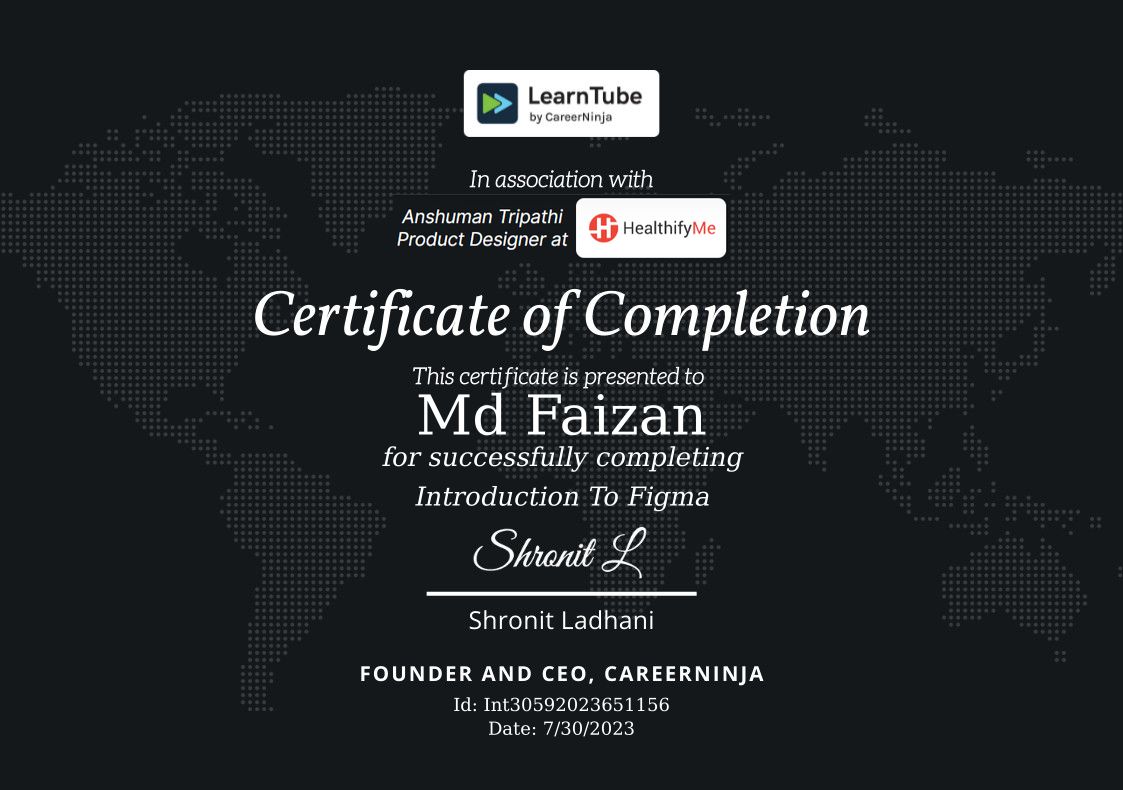 LearnTube
by CareerNinja
In association with
Anshuman Tripathi
Product Designer at
HealthifyMe
Certificate of Completion
This certificate is presented to
Md Faizan
for successfully completing
Introduction To Figma
Shronit L
Shronit Ladhani
FOUNDER AND CEO, CAREERNINJA
Id: Int30592023651156
Date: 7/30/2023